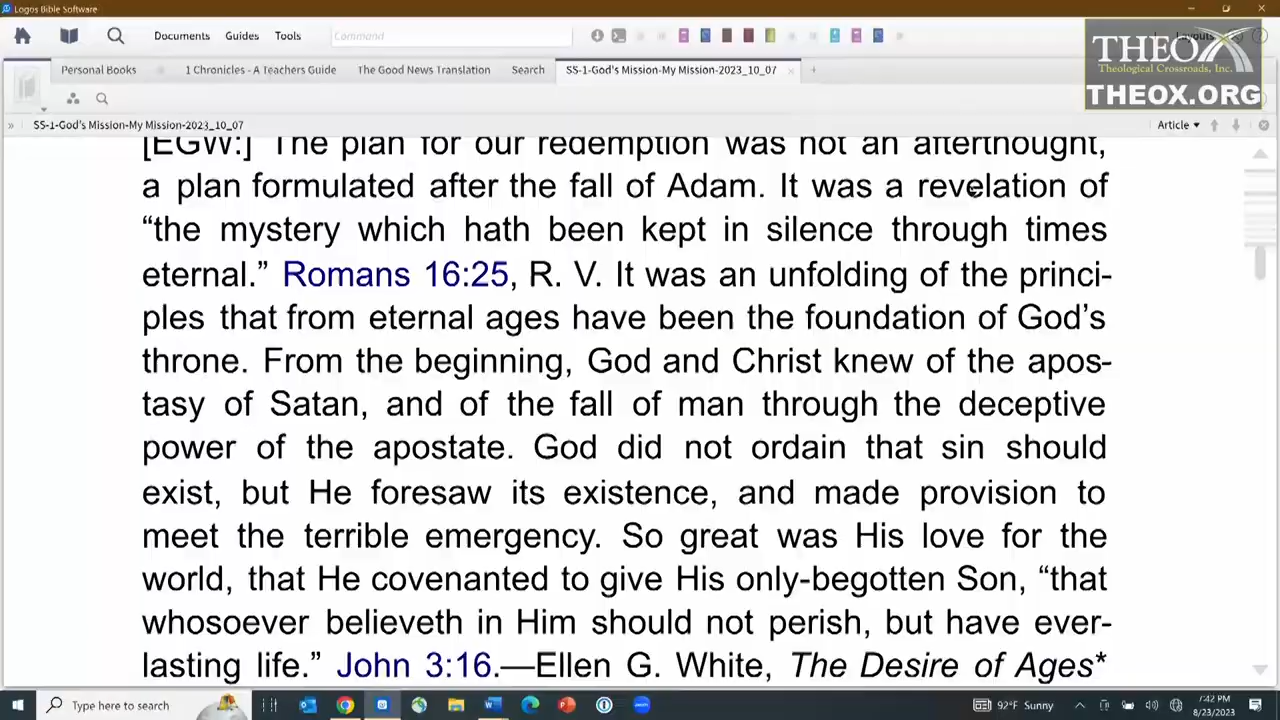 Logos Bible Software
Documents Guides Tools Command Layouts
THEOX
Theological Crossroads, Inc.
THEOX.ORG
Personal Books 1 Chronicles - A Teachers Guide Search SS-1-God's Mission-My Mission-2023_10_07
SS-1-God's Mission-My Mission-2023_10_07 Article
[EGW:] The plan for our redemption was not an afterthought,
a plan formulated after the fall of Adam. It was a revelation of
“the mystery which hath been kept in silence through times
eternal.” Romans 16:25, R. V. It was an unfolding of the princi-
ples that from eternal ages have been the foundation of God’s
throne. From the beginning, God and Christ knew of the apos-
tasy of Satan, and of the fall of man through the deceptive
power of the apostate. God did not ordain that sin should
exist, but He foresaw its existence, and made provision to
meet the terrible emergency. So great was His love for the
world, that He covenanted to give His only-begotten Son, “that
whosoever believeth in Him should not perish, but have ever-
lasting life.” John 3:16.—Ellen G. White, The Desire of Ages*
Type here to search 92°F Sunny 7:42 PM
8/23/2023